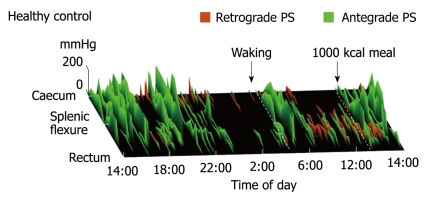 Healthy control
Retrograde PS
Antegrade PS
mmHg
200
0
Waking
1000 kcal meal
Caecum
Splenic
flexure
Rectum
14:00 18:00 22:00 2:00 6:00 12:00 14:00
Time of day